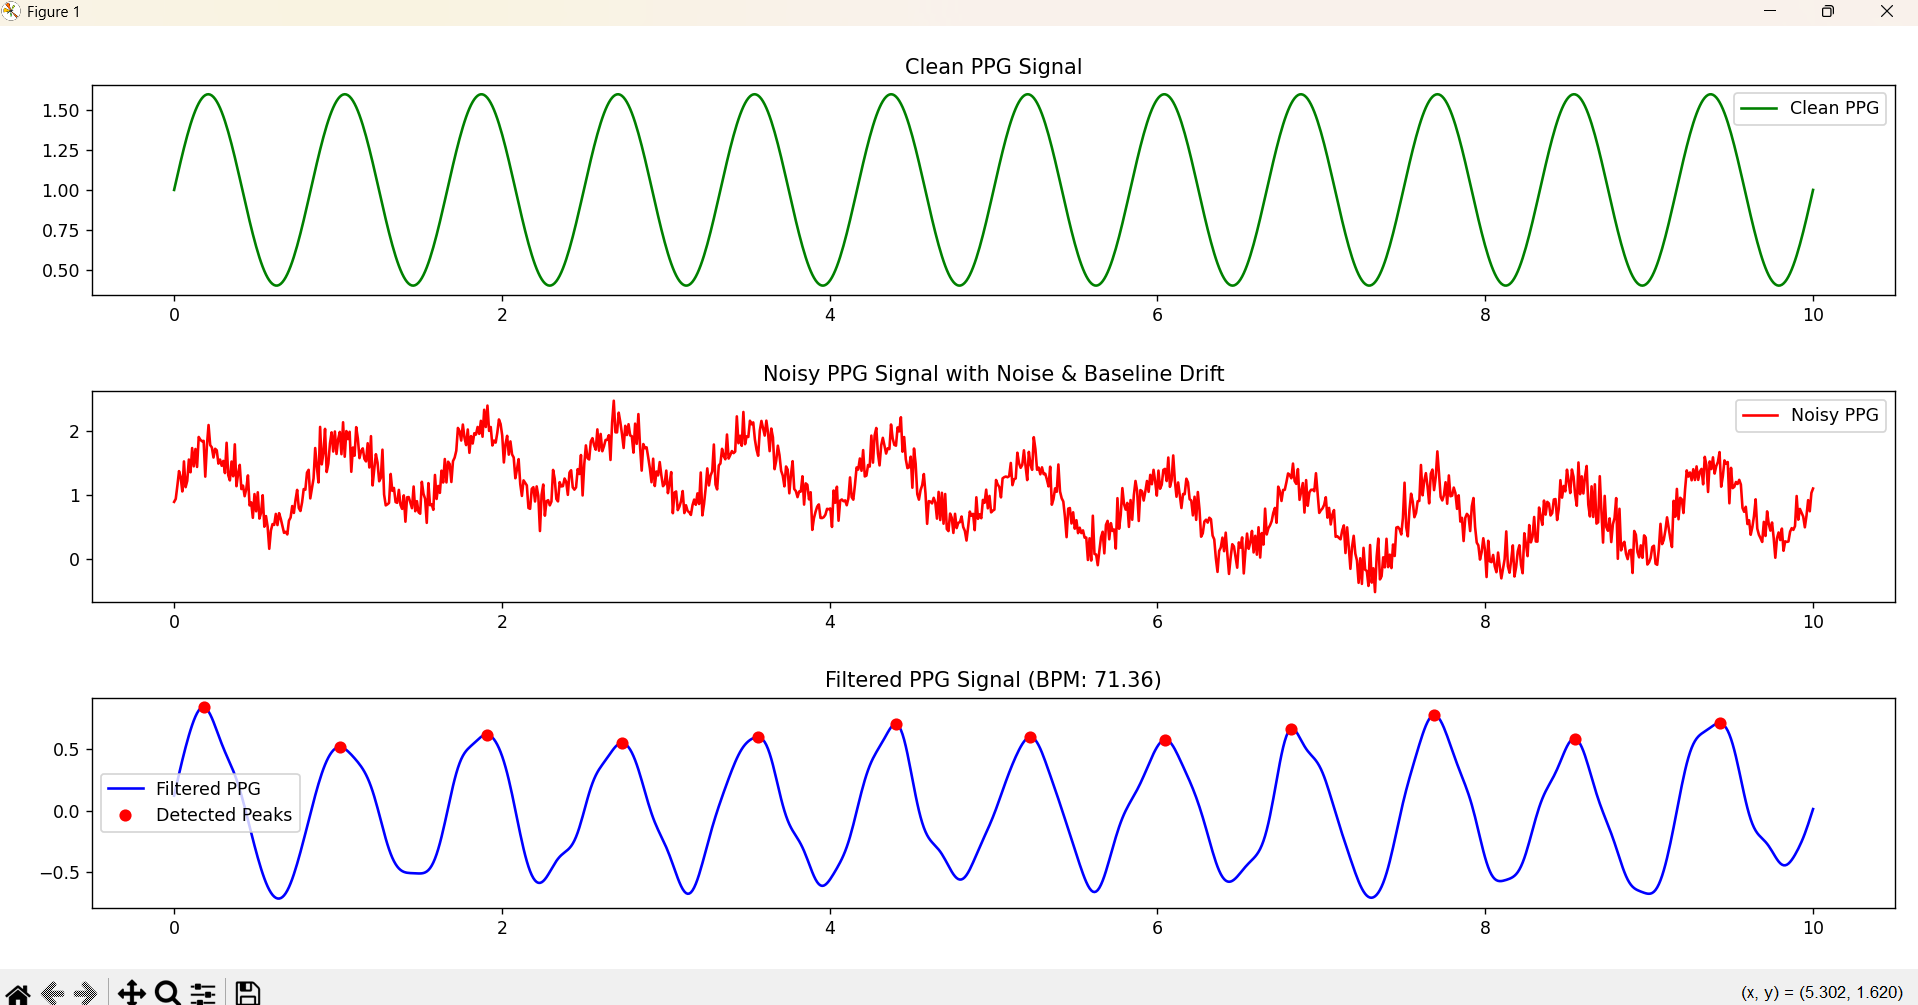 Figure 1
Clean PPG Signal
1.50
1.25
1.00
0.75
0.50
Clean PPG
0 2 4 6 8 10
Noisy PPG Signal with Noise & Baseline Drift
2
1
0
Noisy PPG
0 2 4 6 8 10
Filtered PPG Signal (BPM: 71.36)
0.5
0.0
−0.5
Filtered PPG
Detected Peaks
0 2 4 6 8 10
(x, y) = (5.302, 1.620)